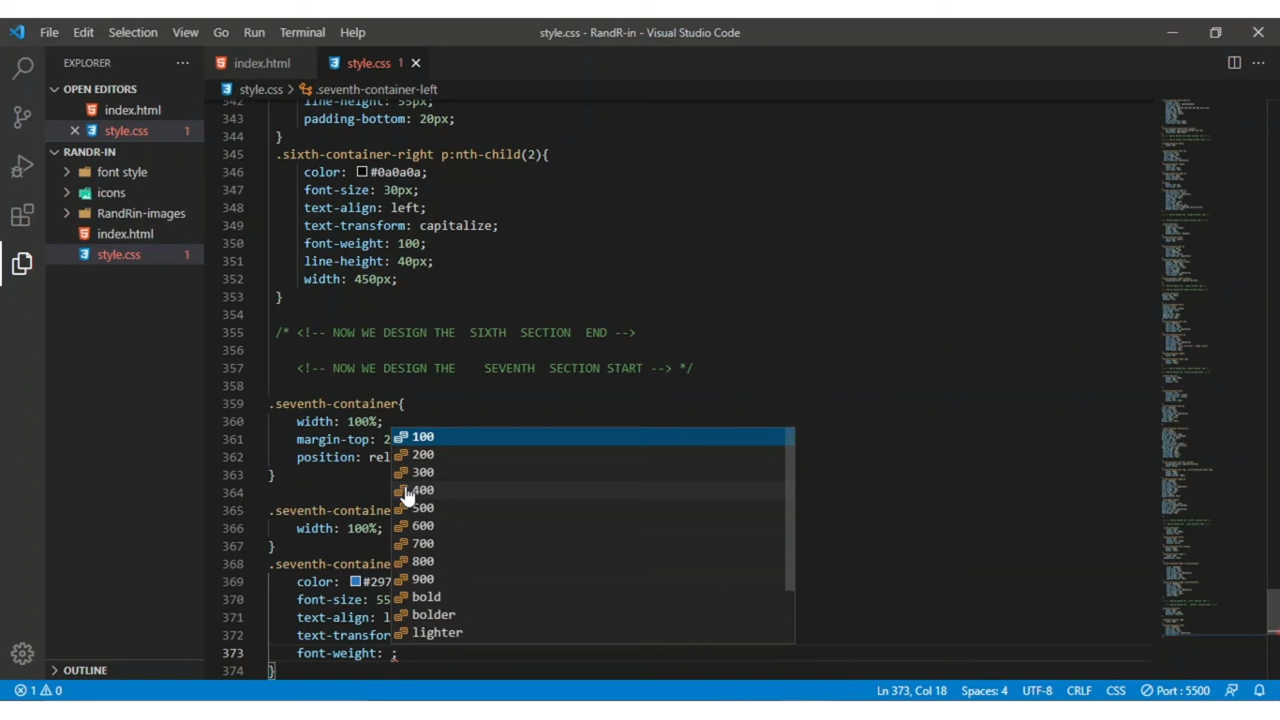 File Edit Selection View Go Run Terminal Help style.css - RandR-in - Visual Studio Code
EXPLORER ···
OPEN EDITORS
index.html
style.css 1
RANDR-IN
font style
icons
RandRin-images
index.html
style.css 1
OUTLINE
index.html style.css 1
style.css > .seventh-container-left
342 line-height: 55px;
343 padding-bottom: 20px;
344 }
345 .sixth-container-right p:nth-child(2){
346 color: #0a0a0a;
347 font-size: 30px;
348 text-align: left;
349 text-transform: capitalize;
350 font-weight: 100;
351 line-height: 40px;
352 width: 450px;
353 }
354
355 /* <!-- NOW WE DESIGN THE SIXTH SECTION END -->
356
357 <!-- NOW WE DESIGN THE SEVENTH SECTION START --> */
358
359 .seventh-container{
360 width: 100%;
361 margin-top: 2
362 position: rel
363 }
364
365 .seventh-containe
366 width: 100%;
367 }
368 .seventh-containe
369 color: #297
370 font-size: 55
371 text-align: l
372 text-transfor
373 font-weight: ;
374 }
100
200
300
400
500
600
700
800
900
bold
bolder
lighter
1 0 Ln 373, Col 18 Spaces: 4 UTF-8 CRLF CSS Port : 5500